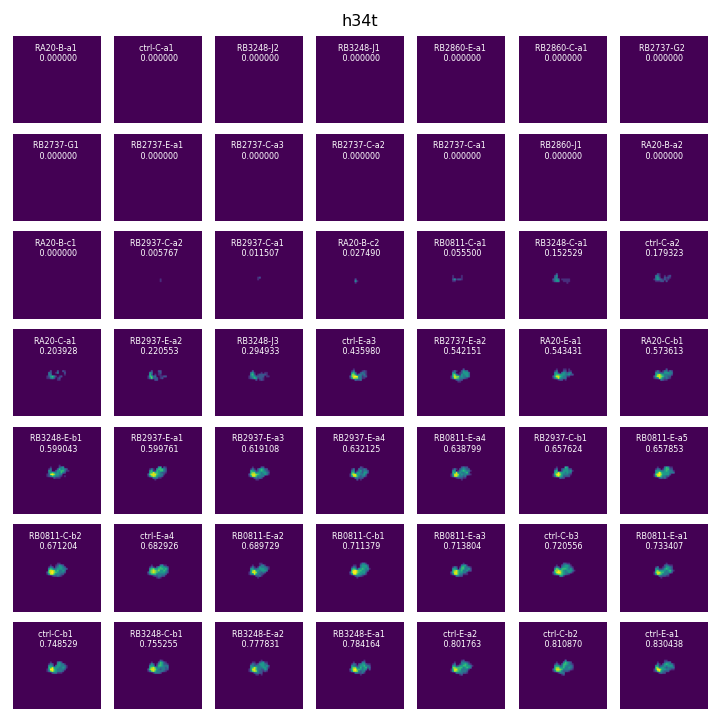 h34t
RA20-B-a1
0.000000
ctrl-C-a1
0.000000
RB3248-J2
0.000000
RB3248-J1
0.000000
RB2860-E-a1
0.000000
RB2860-C-a1
0.000000
RB2737-G2
0.000000
RB2737-G1
0.000000
RB2737-E-a1
0.000000
RB2737-C-a3
0.000000
RB2737-C-a2
0.000000
RB2737-C-a1
0.000000
RB2860-J1
0.000000
RA20-B-a2
0.000000
RA20-B-c1
0.000000
RB2937-C-a2
0.005767
RB2937-C-a1
0.011507
RA20-B-c2
0.027490
RB0811-C-a1
0.055500
RB3248-C-a1
0.152529
ctrl-C-a2
0.179323
RA20-C-a1
0.203928
RB2937-E-a2
0.220553
RB3248-J3
0.294933
ctrl-E-a3
0.435980
RB2737-E-a2
0.542151
RA20-E-a1
0.543431
RA20-C-b1
0.573613
RB3248-E-b1
0.599043
RB2937-E-a1
0.599761
RB2937-E-a3
0.619108
RB2937-E-a4
0.632125
RB0811-E-a4
0.638799
RB2937-C-b1
0.657624
RB0811-E-a5
0.657853
RB0811-C-b2
0.671204
ctrl-E-a4
0.682926
RB0811-E-a2
0.689729
RB0811-C-b1
0.711379
RB0811-E-a3
0.713804
ctrl-C-b3
0.720556
RB0811-E-a1
0.733407
ctrl-C-b1
0.748529
RB3248-C-b1
0.755255
RB3248-E-a2
0.777831
RB3248-E-a1
0.784164
ctrl-E-a2
0.801763
ctrl-C-b2
0.810870
ctrl-E-a1
0.830438